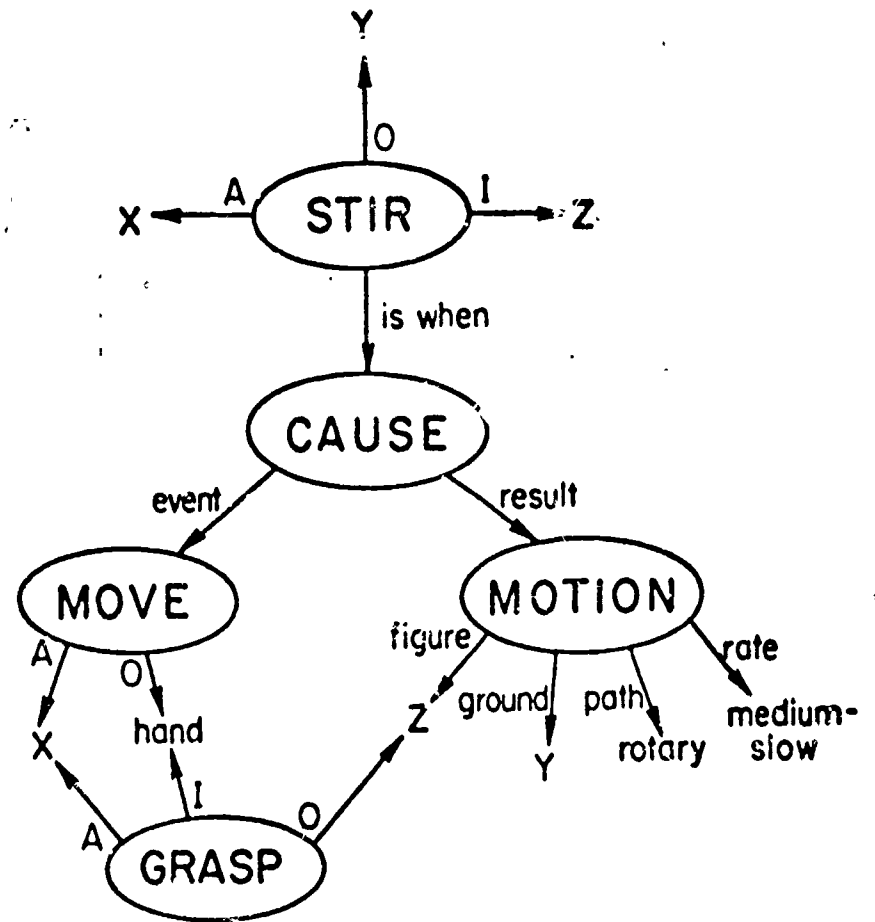 Y
O
A
I
X
STIR
Z
is when
CAUSE
event
result
MOVE
MOTION
A
O
figure
rate
ground
path
X
hand
Z
Y
rotary
medium-
slow
I
A
O
GRASP